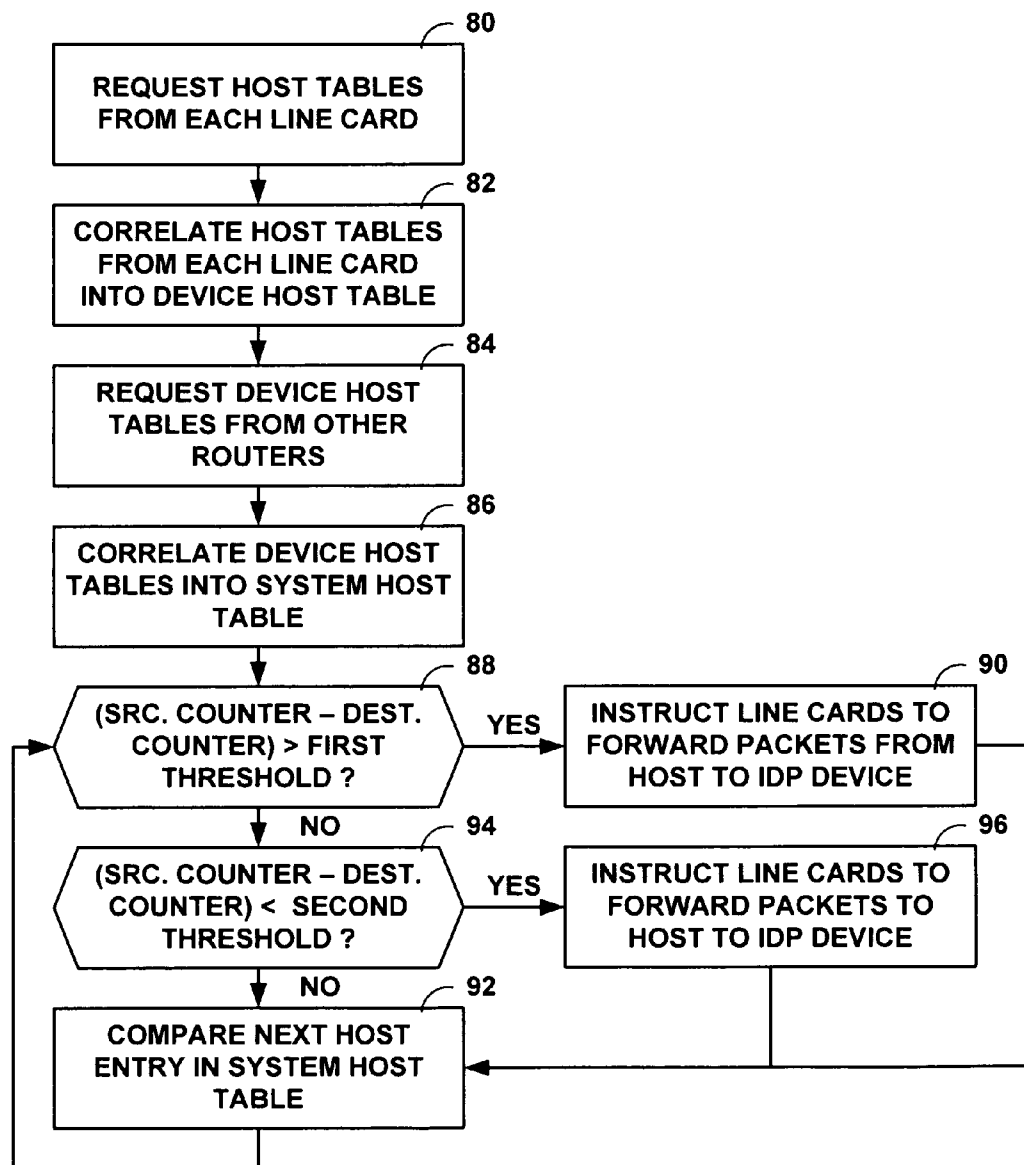 80
REQUEST HOST TABLES
FROM EACH LINE CARD
82
CORRELATE HOST TABLES
FROM EACH LINE CARD
INTO DEVICE HOST TABLE
84
REQUEST DEVICE HOST
TABLES FROM OTHER
ROUTERS
86
CORRELATE DEVICE HOST
TABLES INTO SYSTEM HOST
TABLE
88
(SRC. COUNTER – DEST.
COUNTER) > FIRST
THRESHOLD ?
YES
90
INSTRUCT LINE CARDS TO
FORWARD PACKETS FROM
HOST TO IDP DEVICE
NO
94
(SRC. COUNTER – DEST.
COUNTER) < SECOND
THRESHOLD ?
YES
96
INSTRUCT LINE CARDS TO
FORWARD PACKETS TO
HOST TO IDP DEVICE
NO
92
COMPARE NEXT HOST
ENTRY IN SYSTEM HOST
TABLE